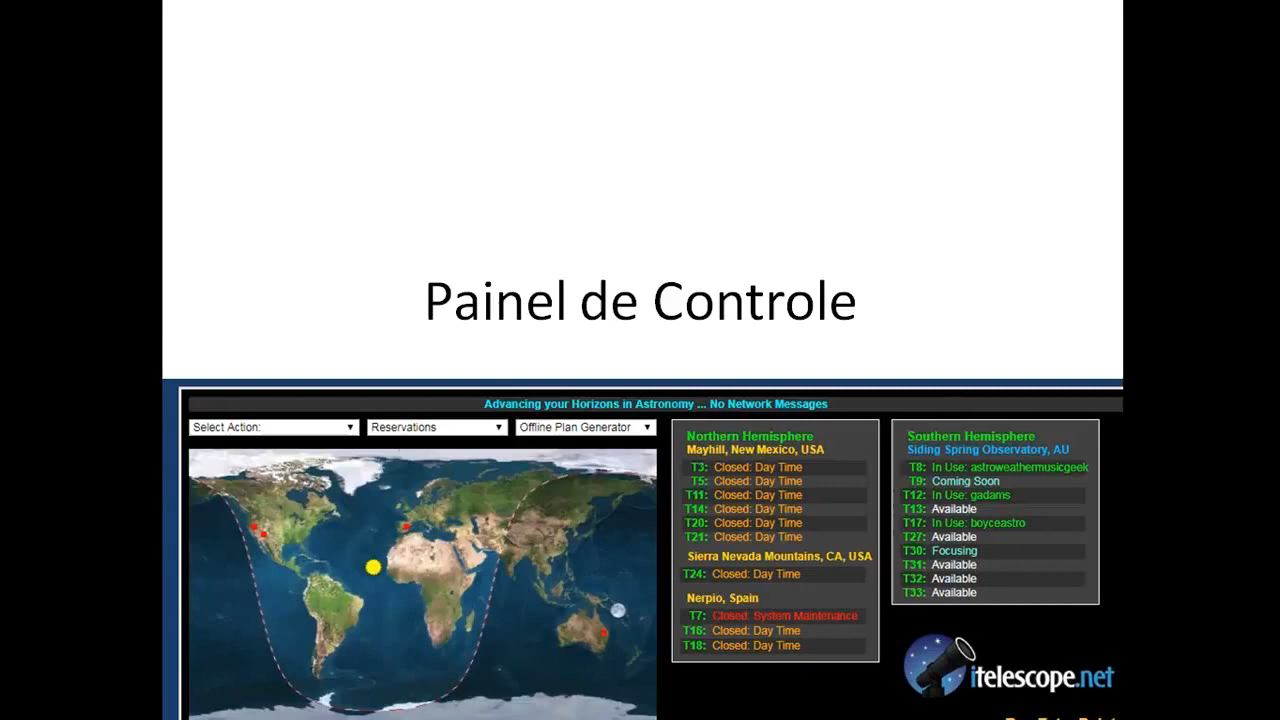 Painel de Controle
Advancing your Horizons in Astronomy ... No Network Messages
Select Action:
Reservations
Offline Plan Generator
Northern Hemisphere
Mayhill, New Mexico, USA
T3: Closed: Day Time
T5: Closed: Day Time
T11: Closed: Day Time
T14: Closed: Day Time
T20: Closed: Day Time
T21: Closed: Day Time
Sierra Nevada Mountains, CA, USA
T24: Closed: Day Time
Nerpio, Spain
T7: Closed: System Maintenance
T16: Closed: Day Time
T18: Closed: Day Time
Southern Hemisphere
Siding Spring Observatory, AU
T8: In Use: astroweathermusicgeek
T9: Coming Soon
T12: In Use: gadams
T13: Available
T17: In Use: boyceastro
T27: Available
T30: Focusing
T31: Available
T32: Available
T33: Available
itelescope.net